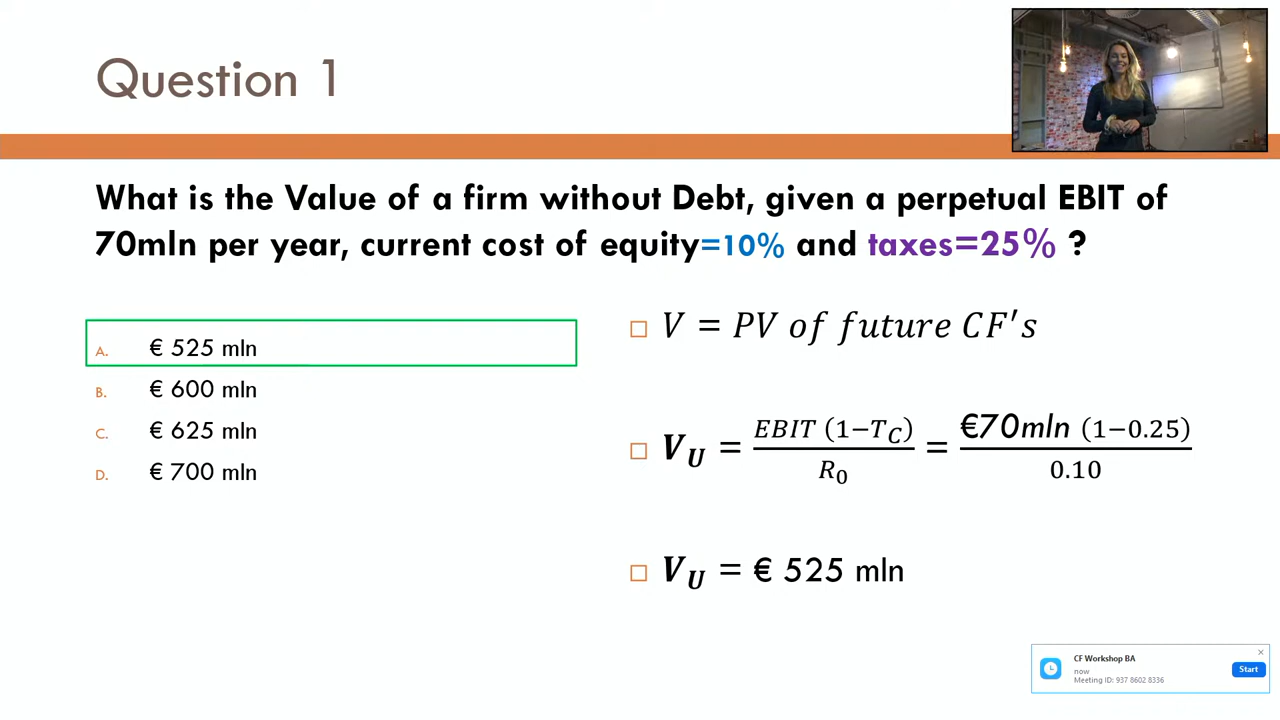 Question 1
What is the Value of a firm without Debt, given a perpetual EBIT of
70mln per year, current cost of equity=10% and taxes=25% ?
A. € 525 mln
B. € 600 mln
C. € 625 mln
D. € 700 mln
V = PV of future CF's
V_U = EBIT (1−T_C) / R_0 = €70mln (1−0.25) / 0.10
V_U = € 525 mln
CF Workshop BA
now
Meeting ID: 937 8602 8336
Start